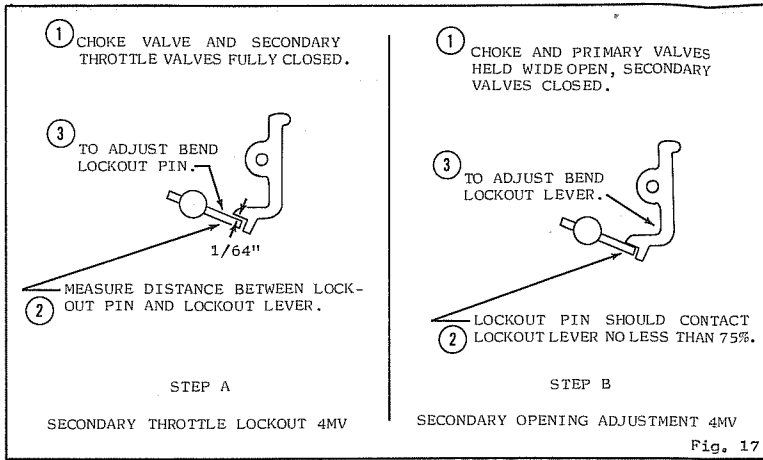 1 CHOKE VALVE AND SECONDARY
THROTTLE VALVES FULLY CLOSED.
3 TO ADJUST BEND
LOCKOUT PIN.
1/64"
2 MEASURE DISTANCE BETWEEN LOCK-
OUT PIN AND LOCKOUT LEVER.
STEP A
SECONDARY THROTTLE LOCKOUT 4MV
1 CHOKE AND PRIMARY VALVES
HELD WIDE OPEN, SECONDARY
VALVES CLOSED.
3 TO ADJUST BEND
LOCKOUT LEVER.
2 LOCKOUT PIN SHOULD CONTACT
LOCKOUT LEVER NO LESS THAN 75%.
STEP B
SECONDARY OPENING ADJUSTMENT 4MV
Fig. 17